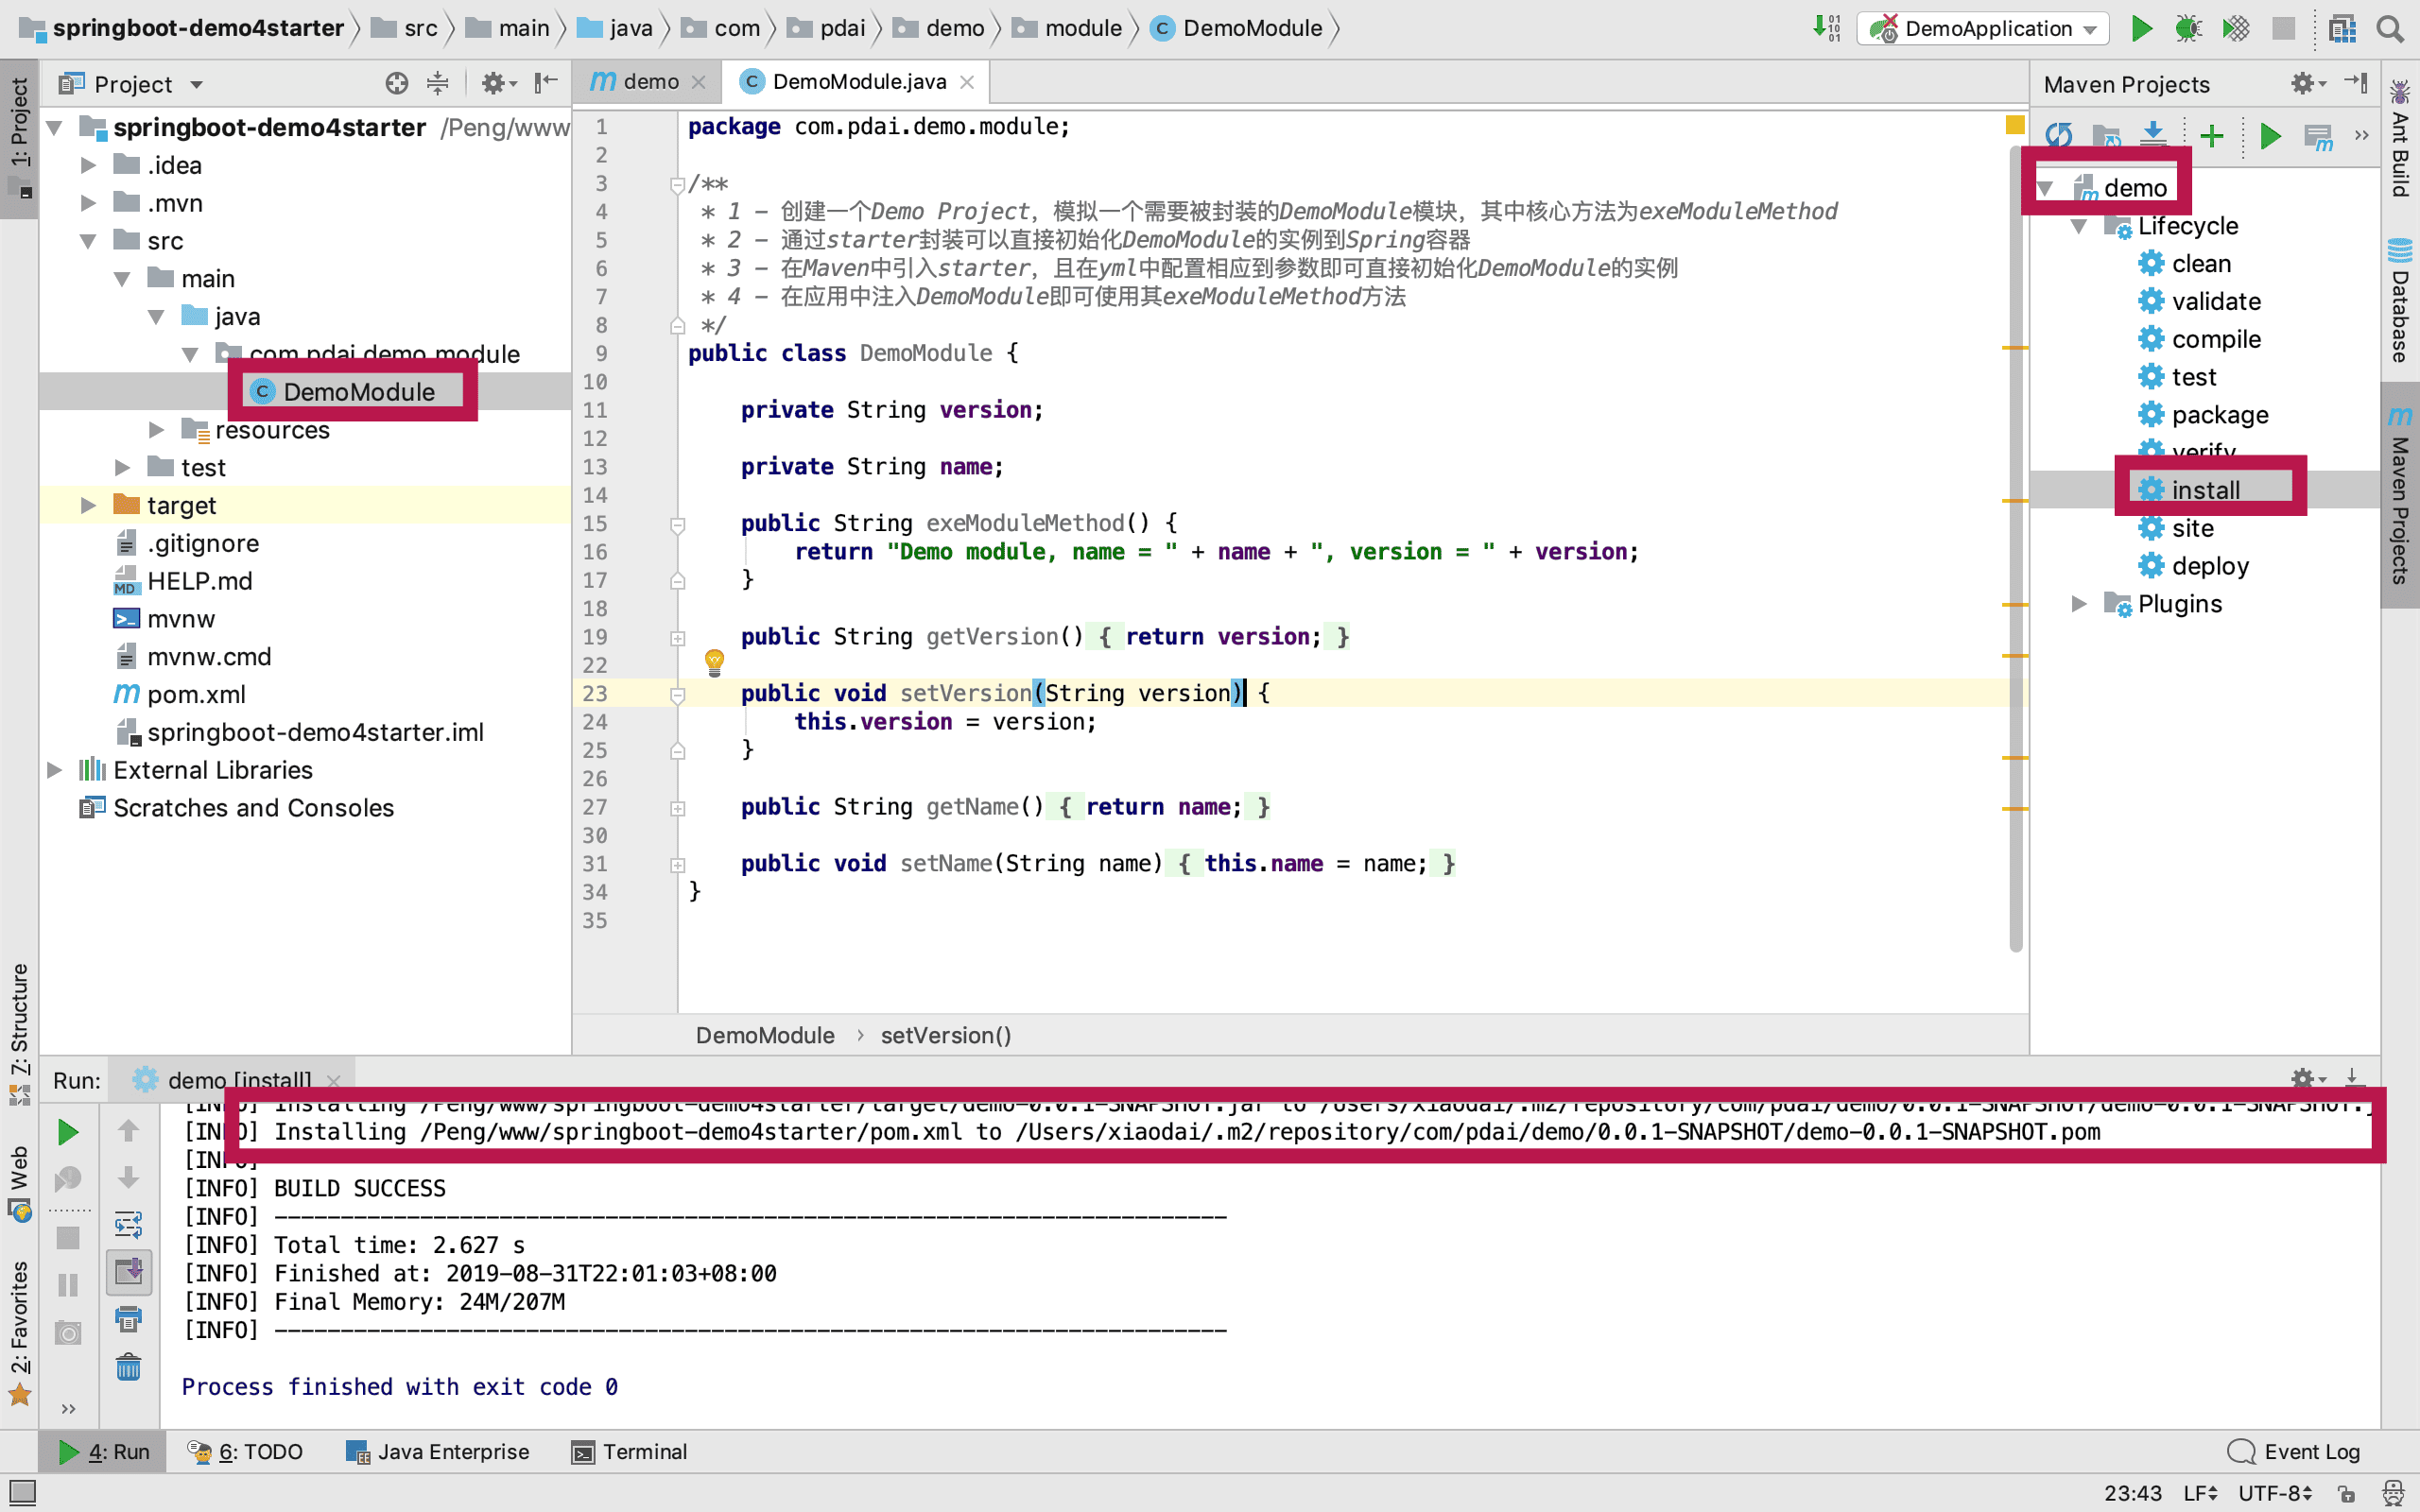 springboot-demo4starter src main java com pdai demo module DemoModule DemoApplication
1: Project
7: Structure
Web
2: Favorites
Project
springboot-demo4starter /Peng/www
.idea
.mvn
src
main
java
com.pdai.demo.module
DemoModule
resources
test
target
.gitignore
HELP.md
mvnw
mvnw.cmd
pom.xml
springboot-demo4starter.iml
External Libraries
Scratches and Consoles
demo DemoModule.java
1 package com.pdai.demo.module;
2
3 /**
4 * 1 - 创建一个Demo Project，模拟一个需要被封装的DemoModule模块，其中核心方法为exeModuleMethod
5 * 2 - 通过starter封装可以直接初始化DemoModule的实例到Spring容器
6 * 3 - 在Maven中引入starter，且在yml中配置相应到参数即可直接初始化DemoModule的实例
7 * 4 - 在应用中注入DemoModule即可使用其exeModuleMethod方法
8 */
9 public class DemoModule {
10
11 private String version;
12
13 private String name;
14
15 public String exeModuleMethod() {
16 return "Demo module, name = " + name + ", version = " + version;
17 }
18
19 public String getVersion() { return version; }
22
23 public void setVersion(String version) {
24 this.version = version;
25 }
26
27 public String getName() { return name; }
30
31 public void setName(String name) { this.name = name; }
34 }
35
DemoModule › setVersion()
Maven Projects
demo
Lifecycle
clean
validate
compile
test
package
verify
install
site
deploy
Plugins
Ant Build
Database
Maven Projects
Run: demo [install]
[INFO] Installing /Peng/www/springboot-demo4starter/target/demo-0.0.1-SNAPSHOT.jar to /Users/xiaodai/.m2/repository/com/pdai/demo/0.0.1-SNAPSHOT/demo-0.0.1-SNAPSHOT.j
[INFO] Installing /Peng/www/springboot-demo4starter/pom.xml to /Users/xiaodai/.m2/repository/com/pdai/demo/0.0.1-SNAPSHOT/demo-0.0.1-SNAPSHOT.pom
[INFO]
[INFO] BUILD SUCCESS
[INFO] ------------------------------------------------------------------------
[INFO] Total time: 2.627 s
[INFO] Finished at: 2019-08-31T22:01:03+08:00
[INFO] Final Memory: 24M/207M
[INFO] ------------------------------------------------------------------------
Process finished with exit code 0
4: Run 6: TODO Java Enterprise Terminal Event Log
23:43 LF UTF-8